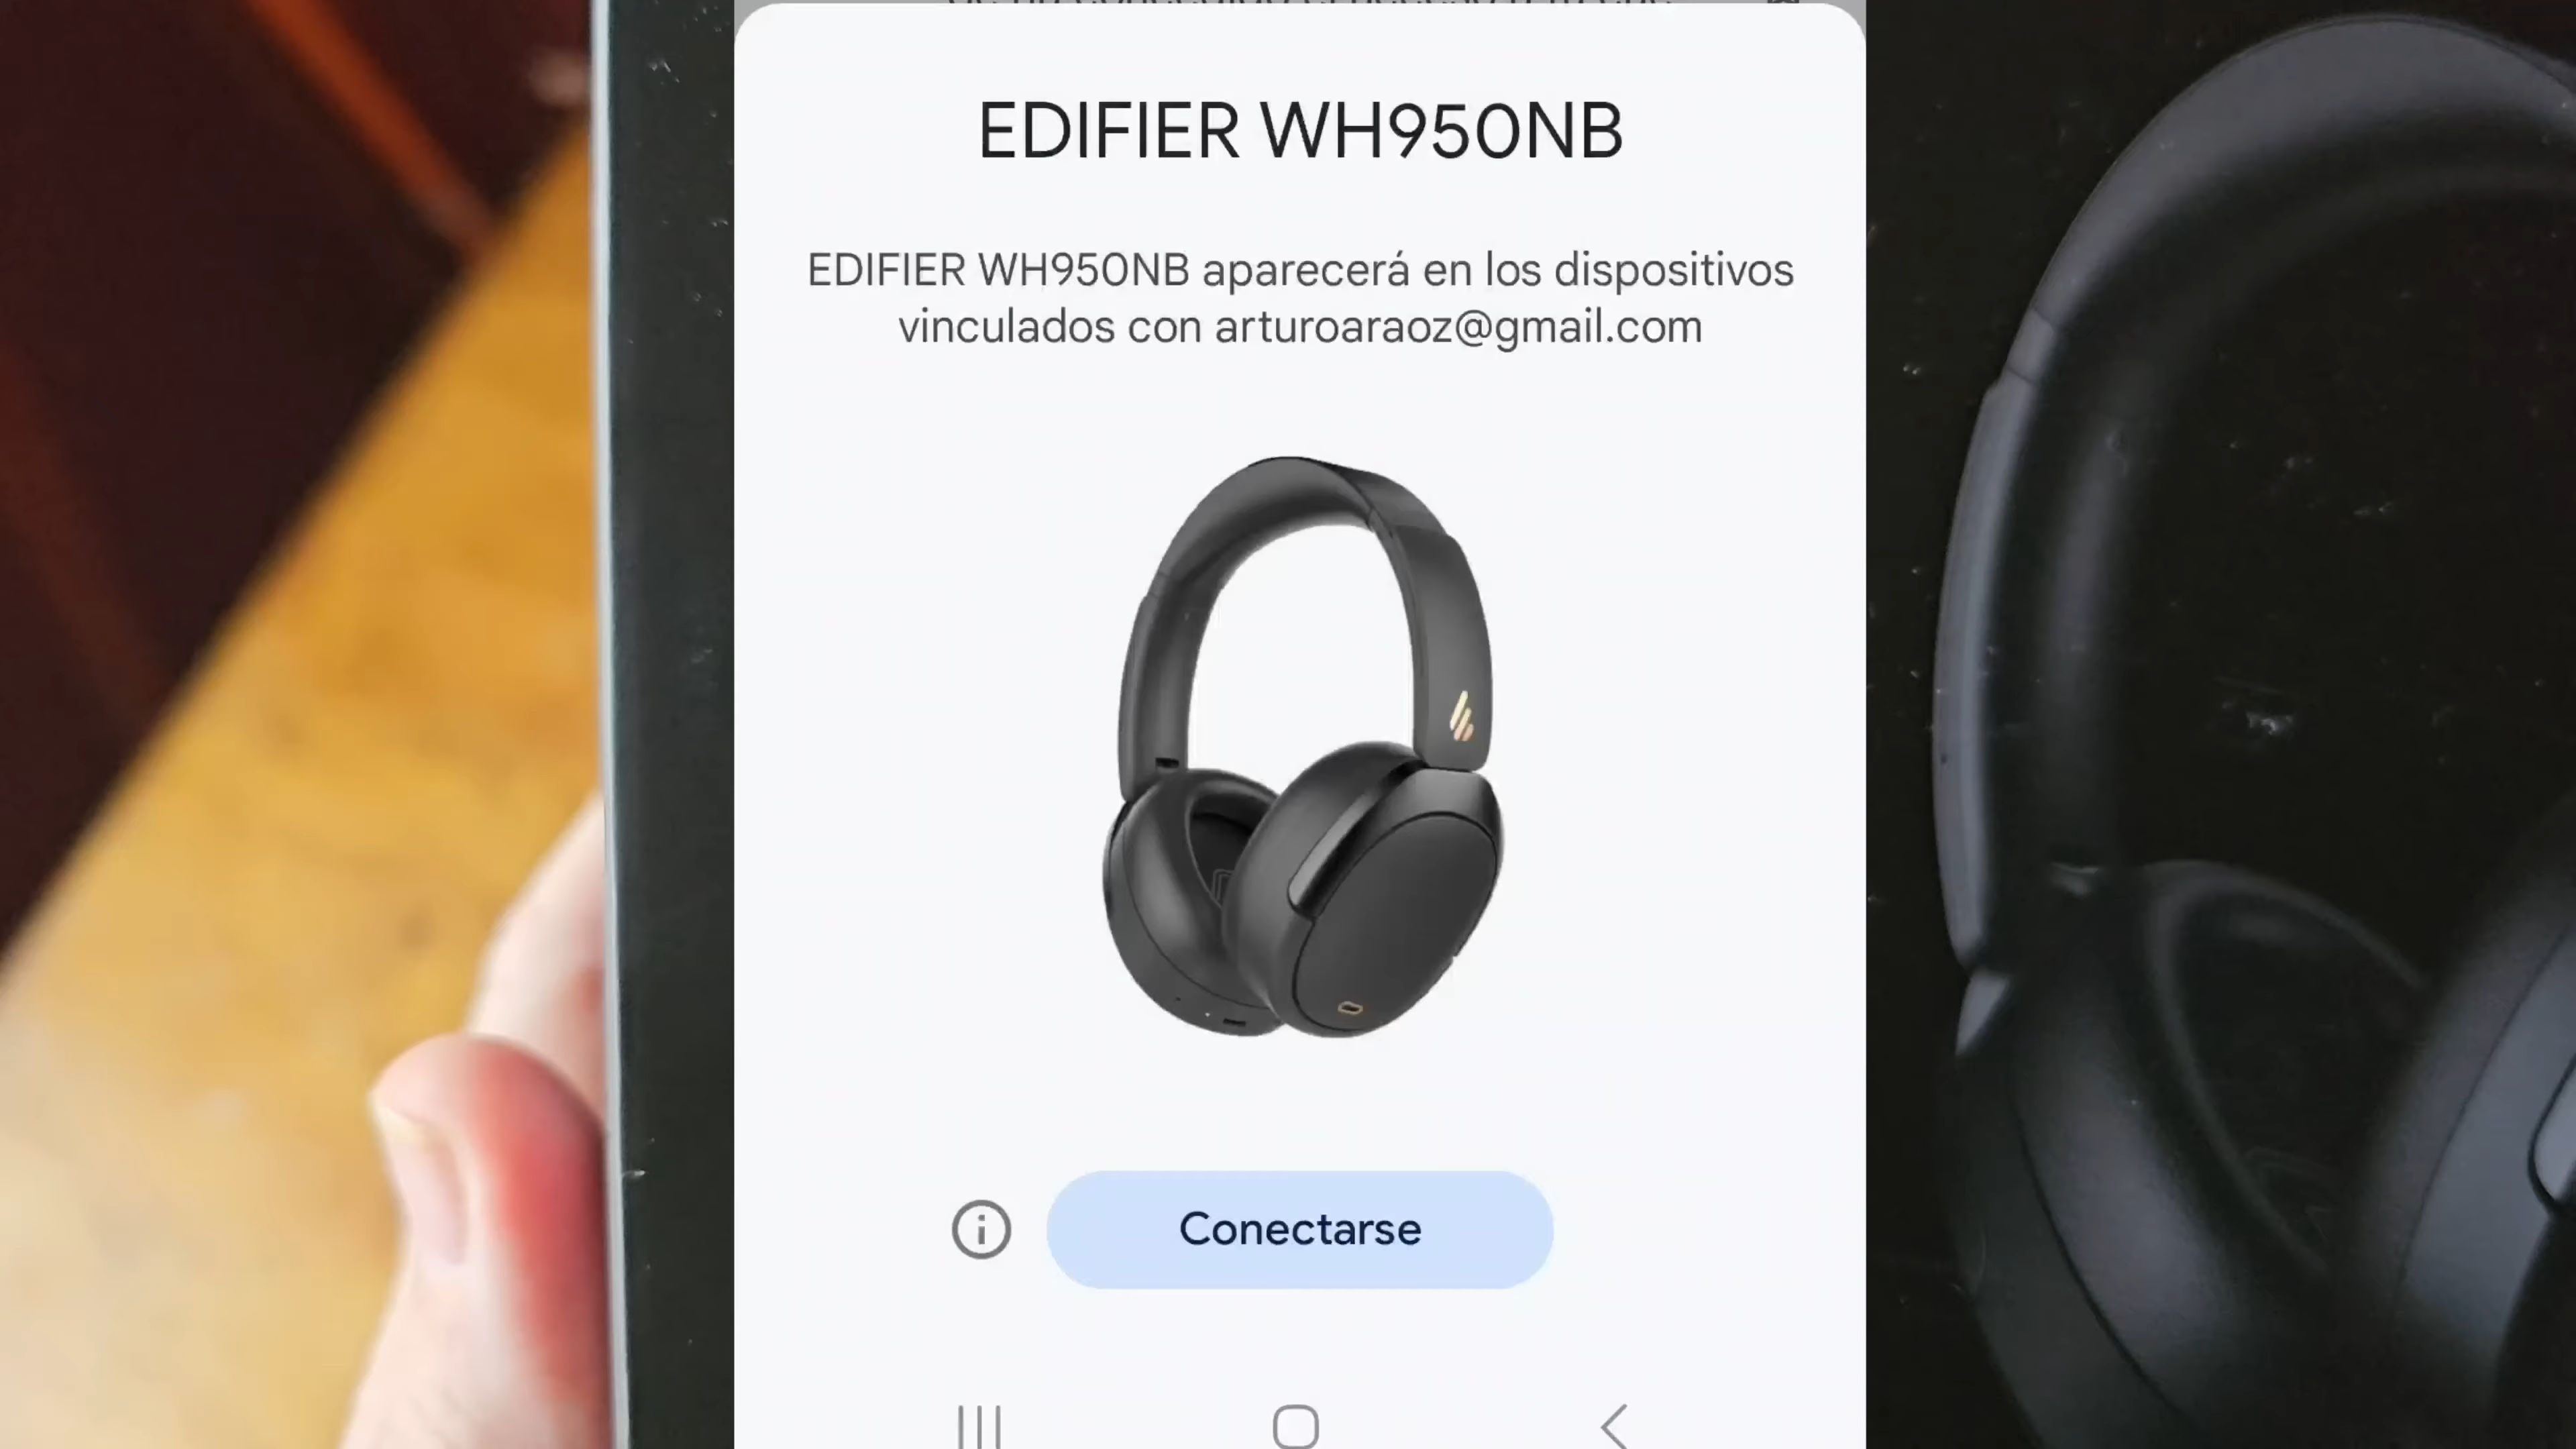 EDIFIER WH950NB
EDIFIER WH950NB aparecerá en los dispositivos
vinculados con arturoaraoz@gmail.com
Conectarse